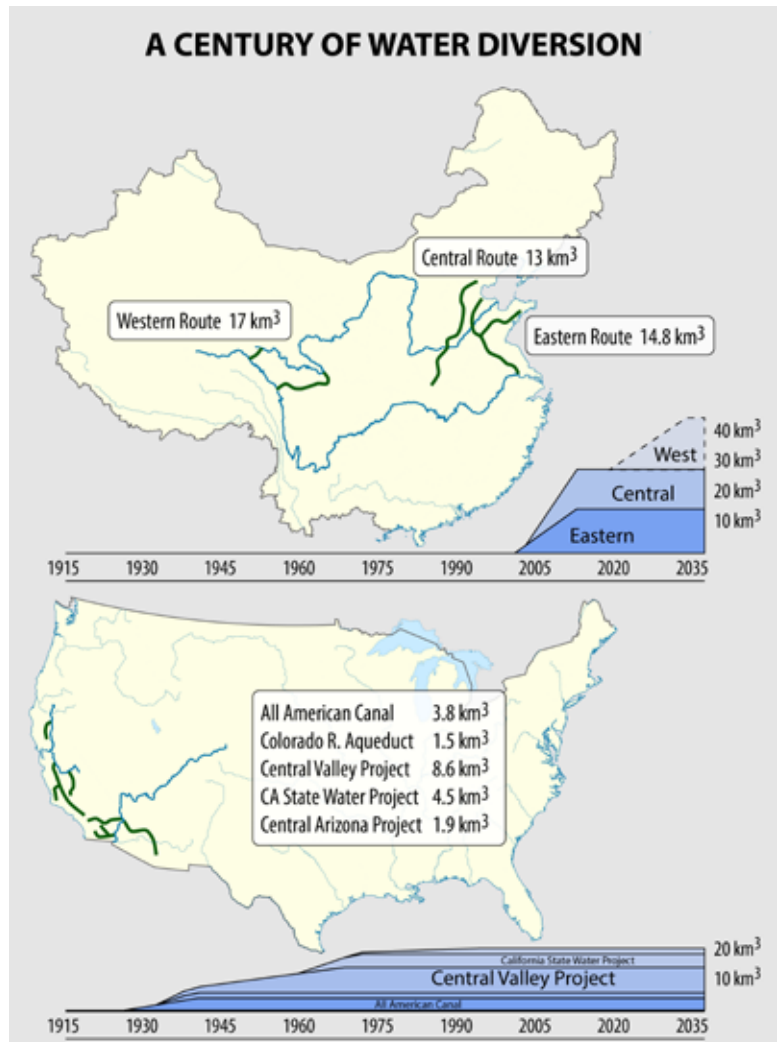 A CENTURY OF WATER DIVERSION
Central Route 13 km³
Western Route 17 km³
Eastern Route 14.8 km³
40 km³
West
30 km³
Central
20 km³
10 km³
Eastern
1915 1930 1945 1960 1975 1990 2005 2020 2035
All American Canal 3.8 km³
Colorado R. Aqueduct 1.5 km³
Central Valley Project 8.6 km³
CA State Water Project 4.5 km³
Central Arizona Project 1.9 km³
20 km³
California State Water Project
Central Valley Project 10 km³
All American Canal
1915 1930 1945 1960 1975 1990 2005 2020 2035